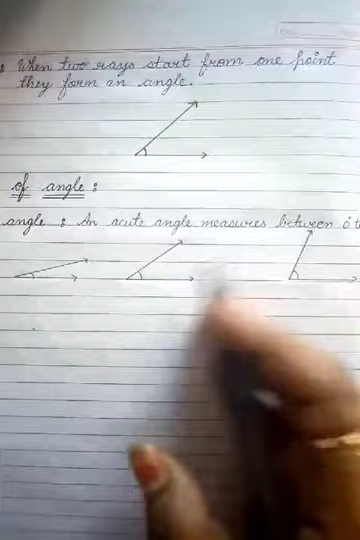 : When two rays start from one point
they form an angle.
of angle :
angle : An acute angle measures between 0° to